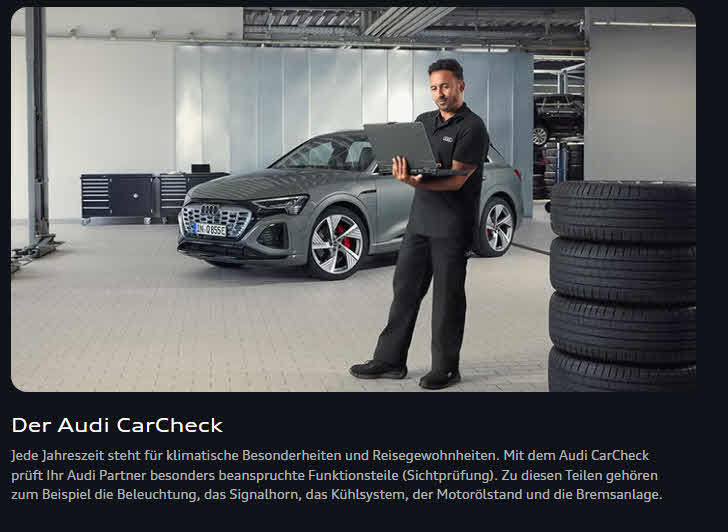 IN·Q 855E
Der Audi CarCheck
Jede Jahreszeit steht für klimatische Besonderheiten und Reisegewohnheiten. Mit dem Audi CarCheck
prüft Ihr Audi Partner besonders beanspruchte Funktionsteile (Sichtprüfung). Zu diesen Teilen gehören
zum Beispiel die Beleuchtung, das Signalhorn, das Kühlsystem, der Motorölstand und die Bremsanlage.